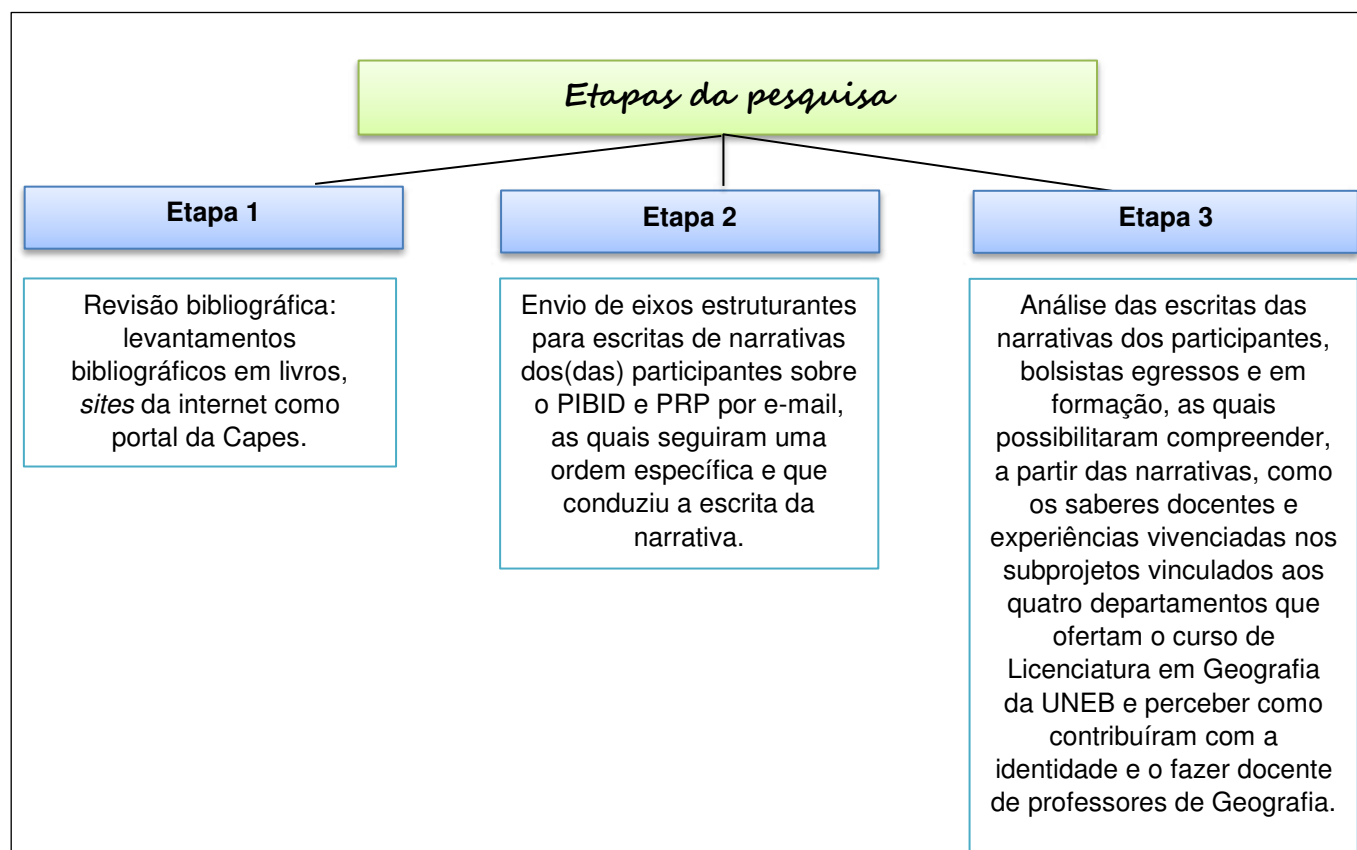 Etapas da pesquisa
Etapa 1
Revisão bibliográfica:
levantamentos
bibliográficos em livros,
sites da internet como
portal da Capes.
Etapa 2
Envio de eixos estruturantes
para escritas de narrativas
dos(das) participantes sobre
o PIBID e PRP por e-mail,
as quais seguiram uma
ordem específica e que
conduziu a escrita da
narrativa.
Etapa 3
Análise das escritas das
narrativas dos participantes,
bolsistas egressos e em
formação, as quais
possibilitaram compreender,
a partir das narrativas, como
os saberes docentes e
experiências vivenciadas nos
subprojetos vinculados aos
quatro departamentos que
ofertam o curso de
Licenciatura em Geografia
da UNEB e perceber como
contribuíram com a
identidade e o fazer docente
de professores de Geografia.